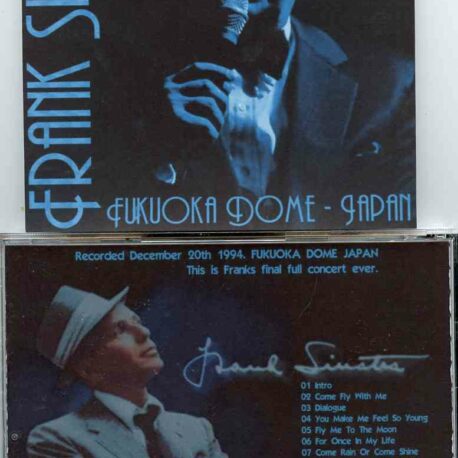 FRANK S
FUKUOKA DOME - JAPAN
Recorded December 20th 1994. FUKUOKA DOME JAPAN
This is Franks final full concert ever.
Frank Sinatra
01 Intro
02 Come Fly With Me
03 Dialogue
04 You Make Me Feel So Young
05 Fly Me To The Moon
06 For Once In My Life
07 Come Rain Or Come Shine